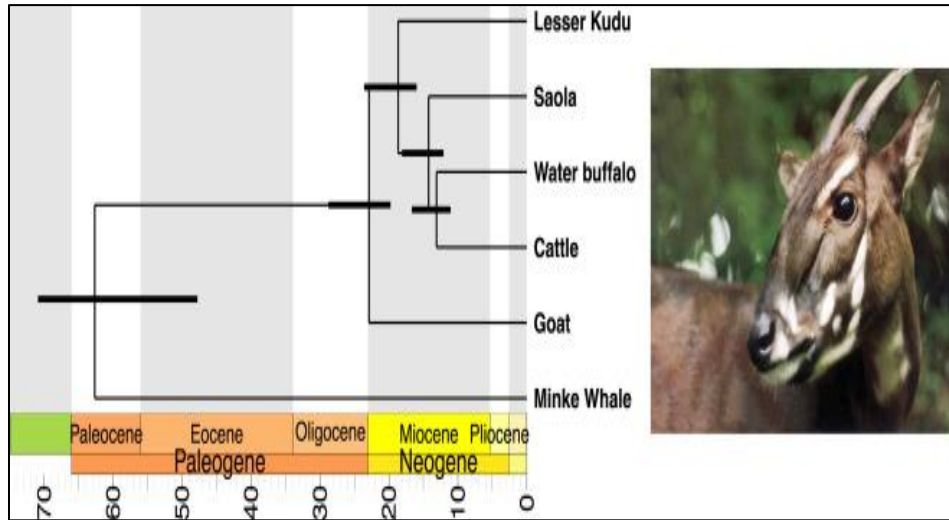 Lesser Kudu
Saola
Water buffalo
Cattle
Goat
Minke Whale
Paleocene Eocene Oligocene Miocene Pliocene
Paleogene Neogene
70 60 50 40 30 20 10 0